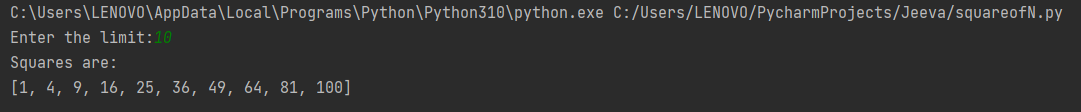 C:\Users\LENOVO\AppData\Local\Programs\Python\Python310\python.exe C:/Users/LENOVO/PycharmProjects/Jeeva/squareofN.py
Enter the limit:10
Squares are:
[1, 4, 9, 16, 25, 36, 49, 64, 81, 100]